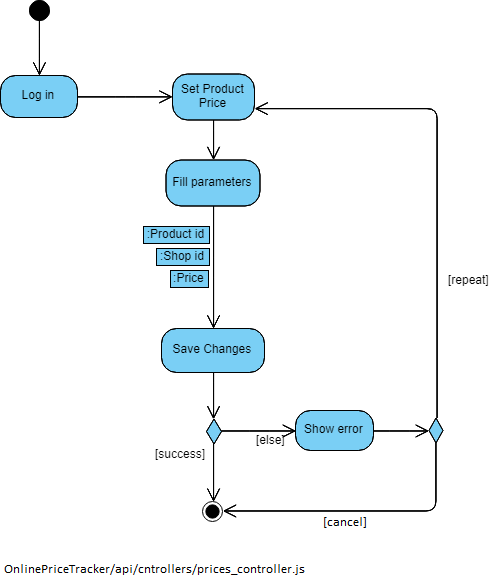 Log in
Set Product
Price
Fill parameters
:Product id
:Shop id
:Price
[repeat]
Save Changes
Show error
[else]
[success]
[cancel]
OnlinePriceTracker/api/cntrollers/prices_controller.js